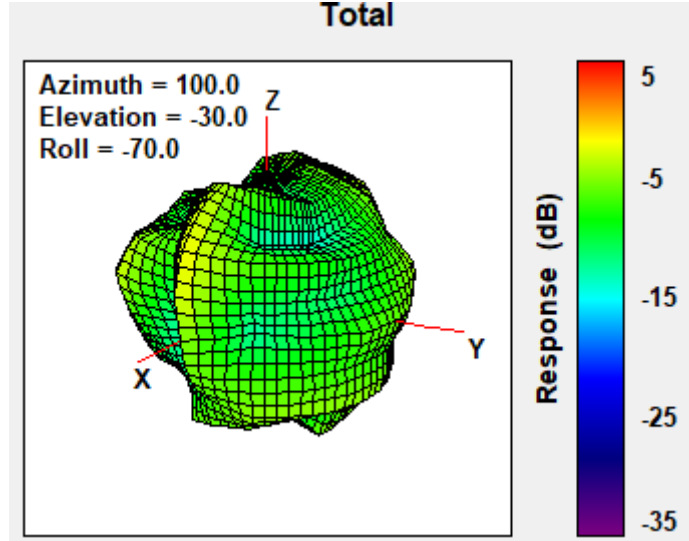 Total
Azimuth = 100.0
Elevation = -30.0
Roll = -70.0
Z
X
Y
Response (dB)
5
-5
-15
-25
-35